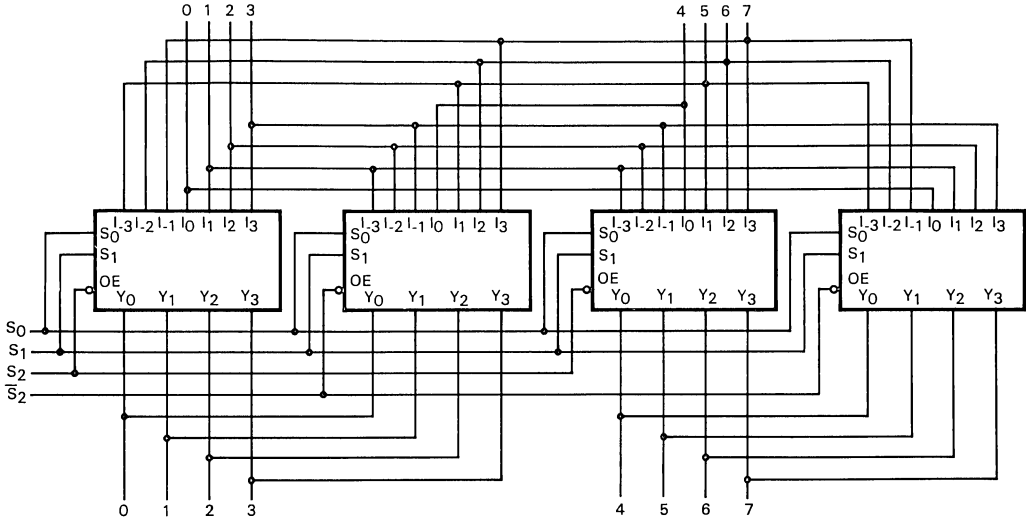 0 1 2 3 4 5 6 7
I-3 I-2 I-1 I0 I1 I2 I3 I-3 I-2 I-1 I0 I1 I2 I3 I-3 I-2 I-1 I0 I1 I2 I3 I-3 I-2 I-1 I0 I1 I2 I3
S0 S0 S0 S0
S1 S1 S1 S1
OE OE OE OE
Y0 Y1 Y2 Y3 Y0 Y1 Y2 Y3 Y0 Y1 Y2 Y3 Y0 Y1 Y2 Y3
S0
S1
S2
S̅2
0 1 2 3 4 5 6 7